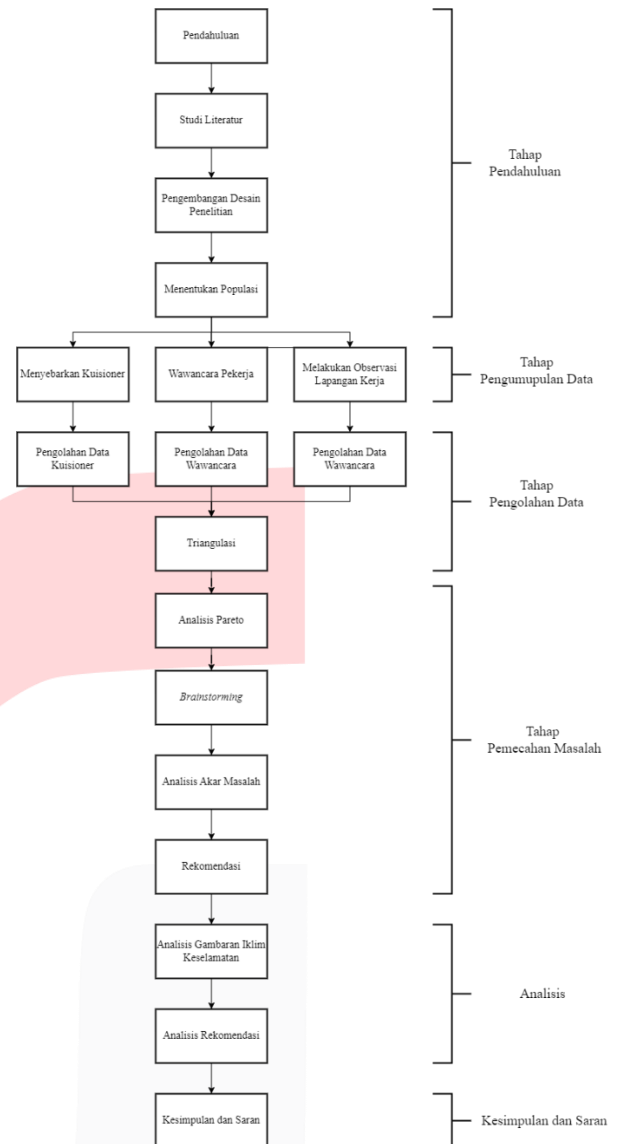 Pendahuluan
Studi Literatur
Pengembangan Desain
Penelitian
Menentukan Populasi
Tahap
Pendahuluan
Menyebarkan Kuisioner
Wawancara Pekerja
Melakukan Observasi
Lapangan Kerja
Tahap
Pengumupulan Data
Pengolahan Data
Kuisioner
Pengolahan Data
Wawancara
Pengolahan Data
Wawancara
Triangulasi
Tahap
Pengolahan Data
Analisis Pareto
Brainstorming
Analisis Akar Masalah
Rekomendasi
Tahap
Pemecahan Masalah
Analisis Gambaran Iklim
Keselamatan
Analisis Rekomendasi
Analisis
Kesimpulan dan Saran
Kesimpulan dan Saran